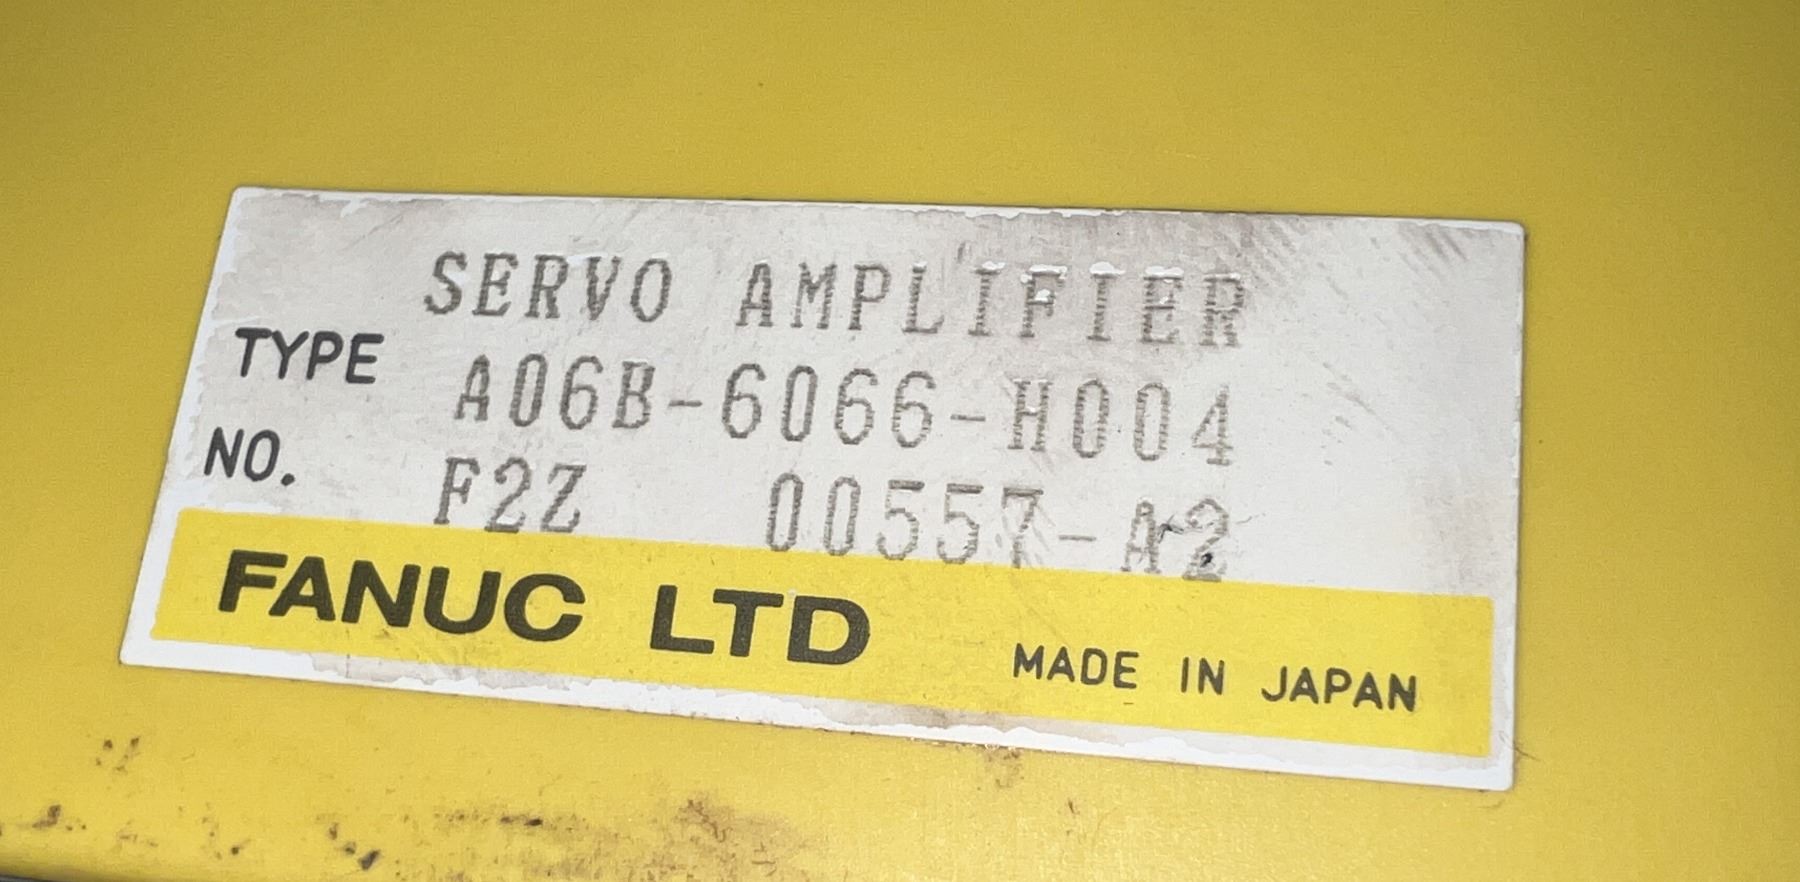 SERVO AMPLIFIER
TYPE A06B-6066-H004
NO. F2Z 00557-A2
FANUC LTD MADE IN JAPAN